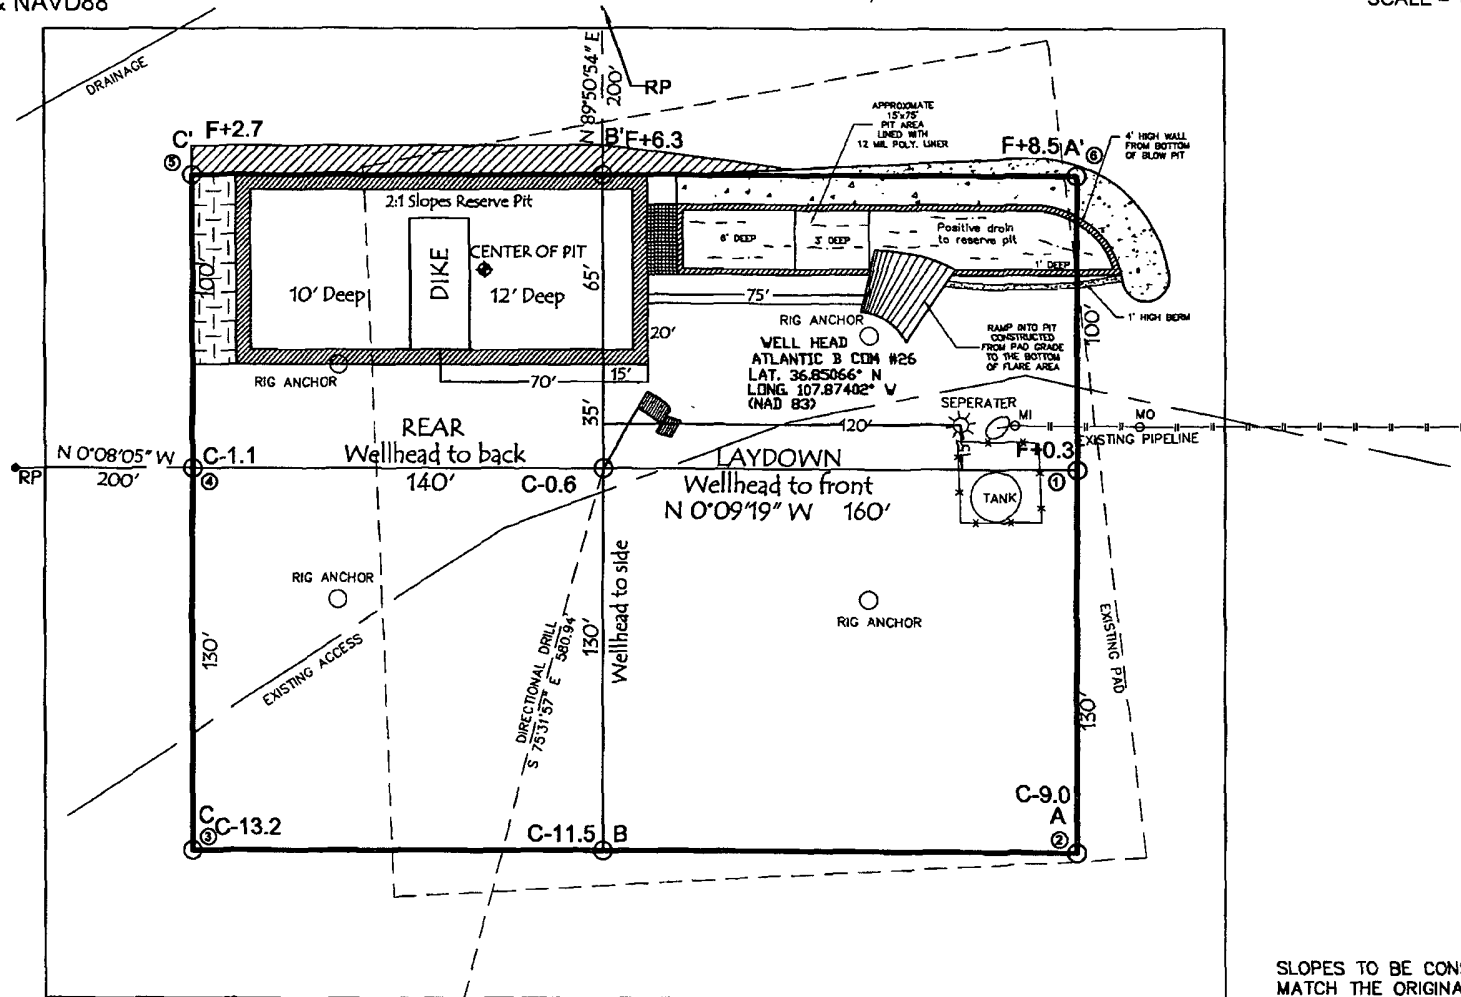 & NAVD88
SCALE =
DRAINAGE
N 89°50'54" E
200'
RP
C'
F+2.7
⑤
B'
F+6.3
APPROXIMATE
15'x75'
PIT AREA
LINED WITH
12 MIL POLY. LINER
F+8.5
A'
⑥
4' HIGH WALL
FROM BOTTOM
OF BLOW PIT
2:1 Slopes Reserve Pit
100'
10' Deep
DIKE
CENTER OF PIT
12' Deep
65'
6' DEEP
3' DEEP
Positive drain
to reserve pit
1' DEEP
75'
20'
15'
70'
RIG ANCHOR
RIG ANCHOR
WELL HEAD
ATLANTIC B COM #26
LAT. 36.85066° N
LONG. 107.87402° W
(NAD 83)
RAMP INTO PIT
CONSTRUCTED
FROM PAD GRADE
TO THE BOTTOM
OF FLARE AREA
1' HIGH BERM
100'
35'
SEPERATER
MI
MO
EXISTING PIPELINE
120'
15'
REAR
Wellhead to back
140'
N 0°08'05" W
200'
RP
C-1.1
④
C-0.6
LAYDOWN
Wellhead to front
N 0°09'19" W 160'
F+0.3
①
TANK
RIG ANCHOR
130'
EXISTING ACCESS
DIRECTIONAL DRILL
S 75°31'57" E 580.94'
130'
Wellhead to side
RIG ANCHOR
EXISTING PAD
130'
C
③
C-13.2
C-11.5
B
C-9.0
A
②
SLOPES TO BE CONS
MATCH THE ORIGINA